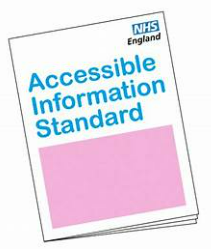 NHS
England
Accessible
Information
Standard